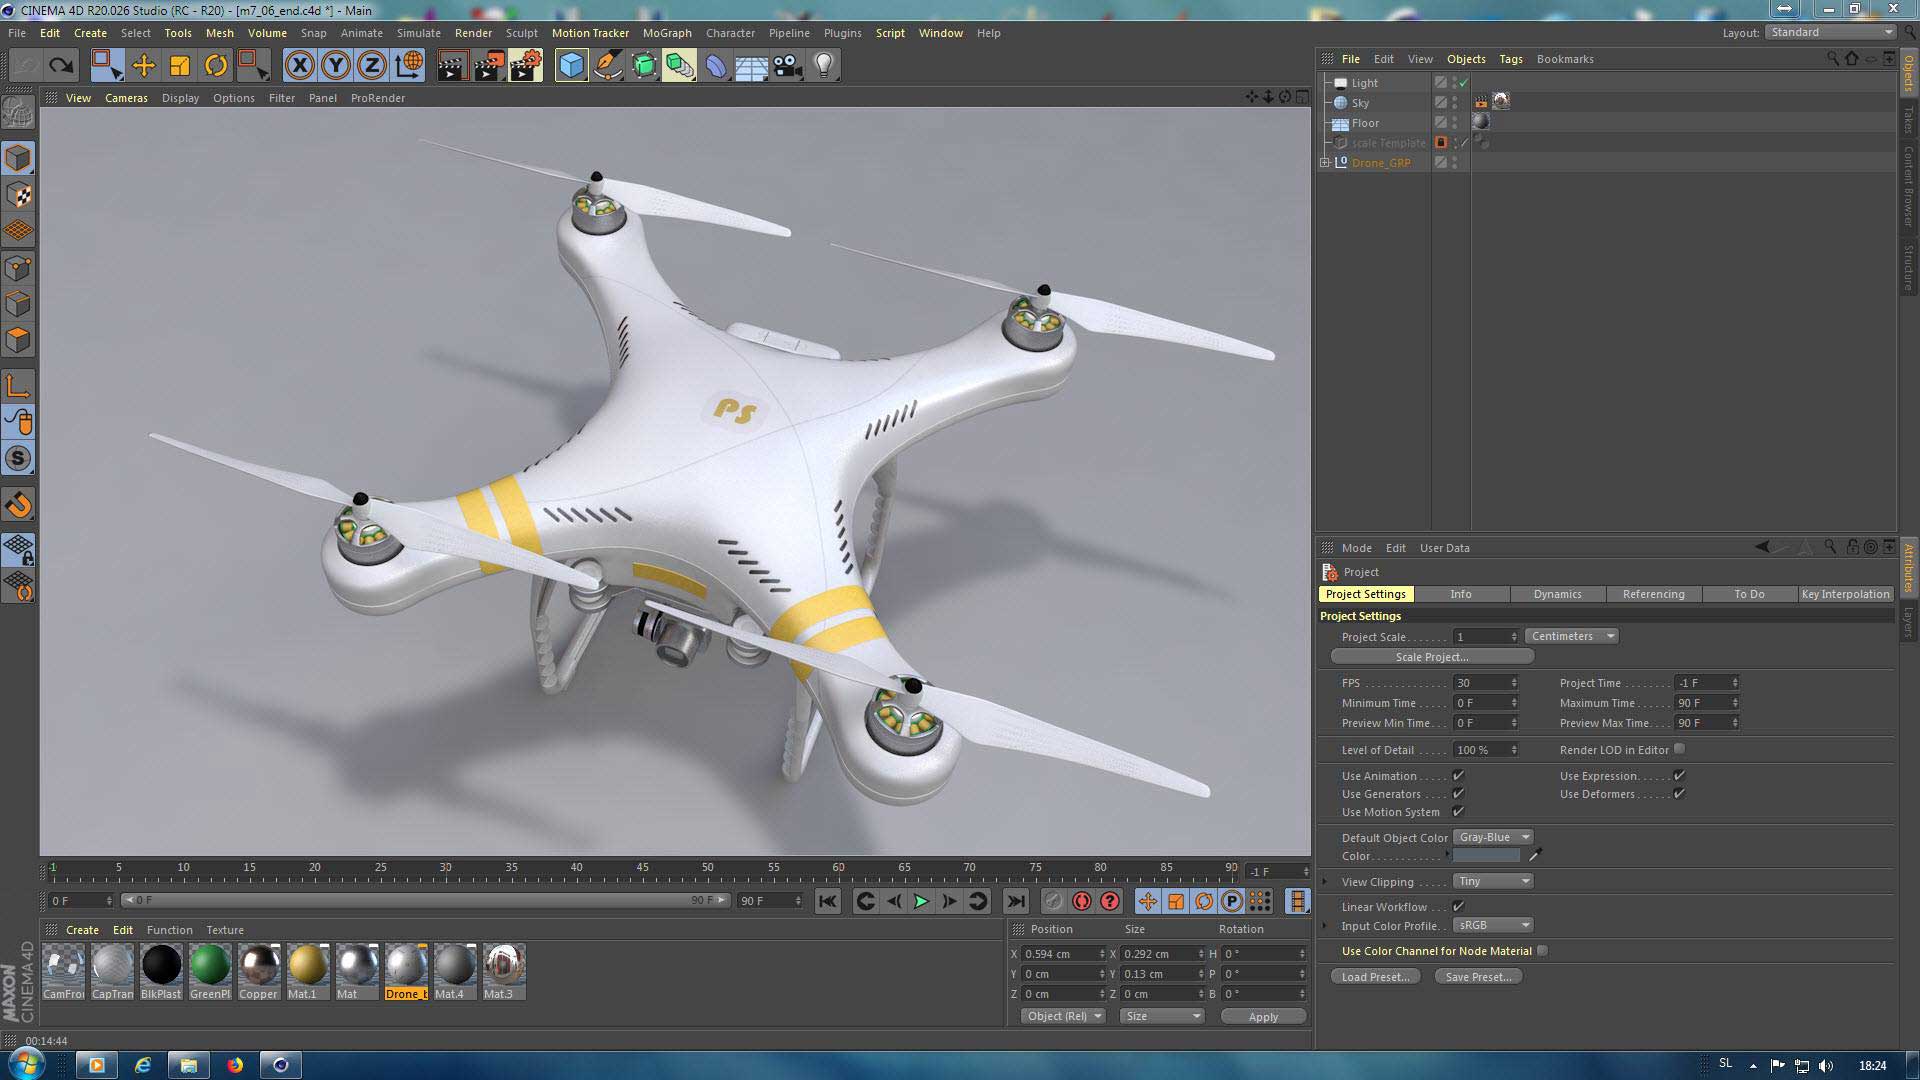 CINEMA 4D R20.026 Studio (RC - R20) - [m7_06_end.c4d *] - Main
File Edit Create Select Tools Mesh Volume Snap Animate Simulate Render Sculpt Motion Tracker MoGraph Character Pipeline Plugins Script Window Help
Layout: Standard
X Y Z
View Cameras Display Options Filter Panel ProRender
PS
S
File Edit View Objects Tags Bookmarks
Light
Sky
Floor
scale Template
Drone_GRP
Objects
Takes
Content Browser
Structure
Mode Edit User Data
Project
Project Settings Info Dynamics Referencing To Do Key Interpolation
Project Settings
Project Scale....... 1 Centimeters
Scale Project...
FPS 30 Project Time -1 F
Minimum Time 0 F Maximum Time 90 F
Preview Min Time 0 F Preview Max Time 90 F
Level of Detail 100 % Render LOD in Editor
Use Animation Use Expression
Use Generators Use Deformers
Use Motion System
Default Object Color Gray-Blue
Color
View Clipping Tiny
Linear Workflow
Input Color Profile sRGB
Use Color Channel for Node Material
Load Preset... Save Preset...
Attributes
Layers
-1 5 10 15 20 25 30 35 40 45 50 55 60 65 70 75 80 85 90 -1 F
0 F 0 F 90 F 90 F
Create Edit Function Texture
CamFro CapTran BlkPlast GreenPl Copper Mat.1 Mat Drone_b Mat.4 Mat.3
Position Size Rotation
X 0.594 cm X 0.292 cm H 0 °
Y 0 cm Y 0.13 cm P 0 °
Z 0 cm Z 0 cm B 0 °
Object (Rel) Size Apply
MAXON
CINEMA 4D
00:14:44
SL 18:24